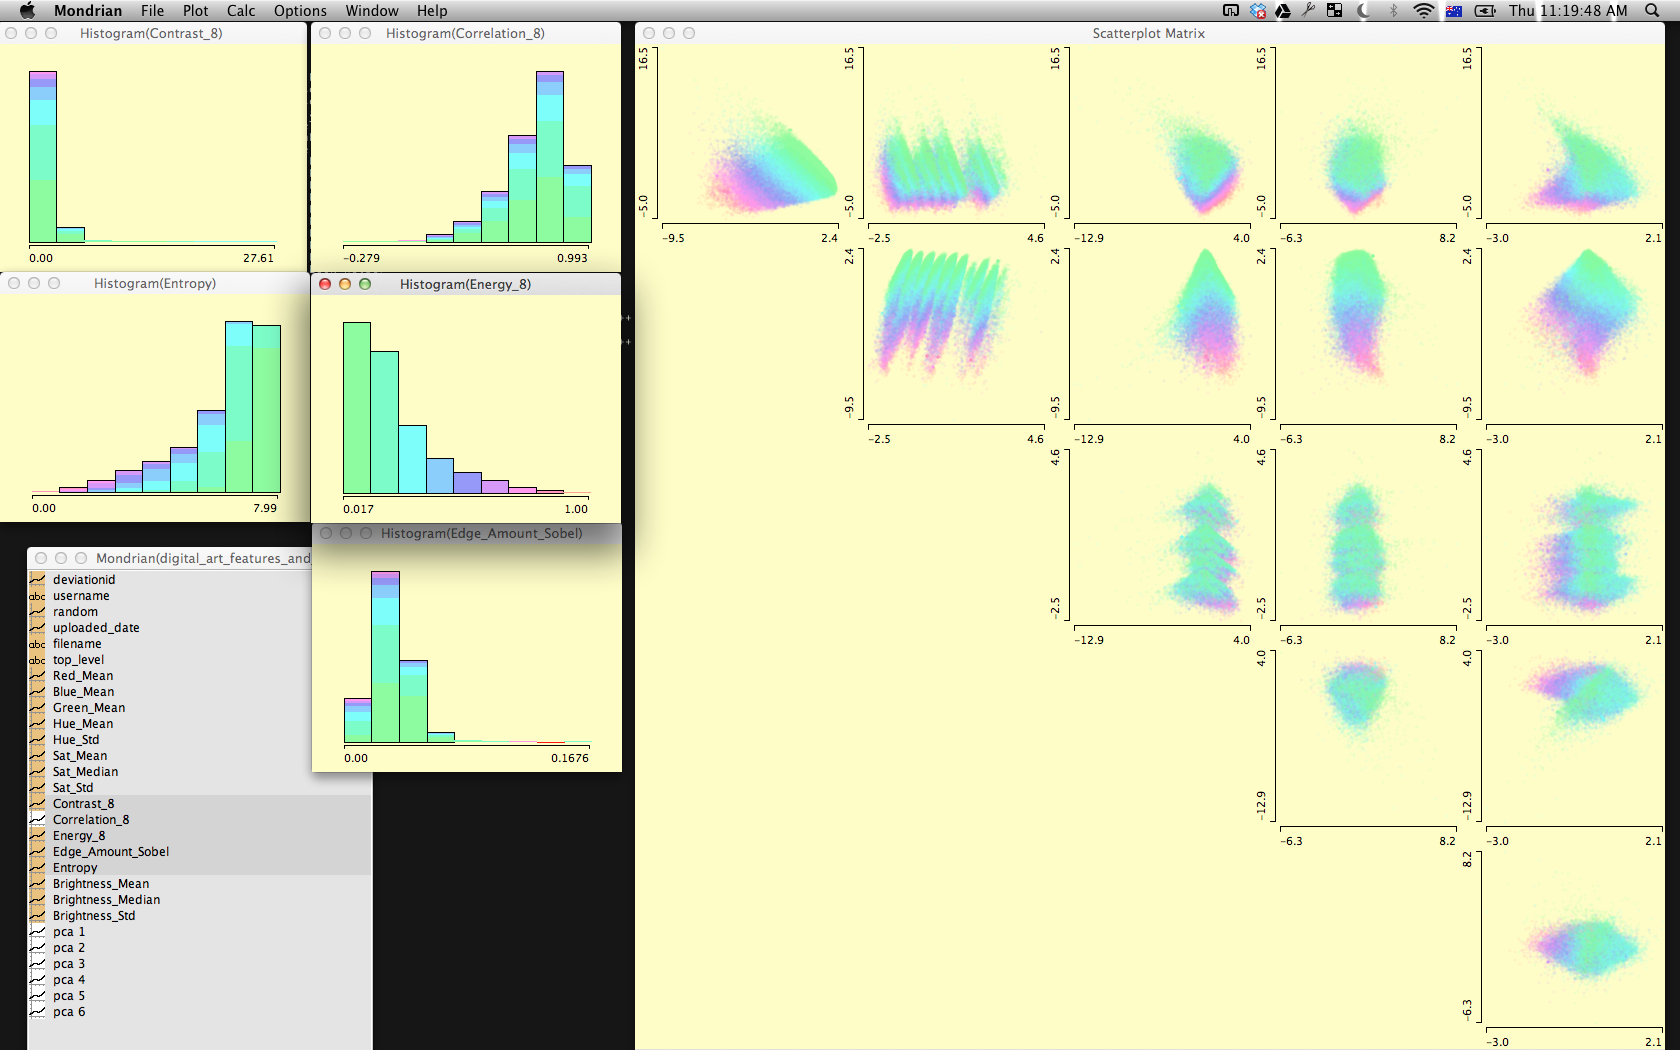 Mondrian File Plot Calc Options Window Help Thu 11:19:48 AM
Histogram(Contrast_8)
0.00 27.61
Histogram(Correlation_8)
−0.279 0.993
Histogram(Entropy)
0.00 7.99
Histogram(Energy_8)
0.017 1.00
Histogram(Edge_Amount_Sobel)
0.00 0.1676
Mondrian(digital_art_features_and_
deviationid
abc username
random
uploaded_date
abc filename
abc top_level
Red_Mean
Blue_Mean
Green_Mean
Hue_Mean
Hue_Std
Sat_Mean
Sat_Median
Sat_Std
Contrast_8
Correlation_8
Energy_8
Edge_Amount_Sobel
Entropy
Brightness_Mean
Brightness_Median
Brightness_Std
pca 1
pca 2
pca 3
pca 4
pca 5
pca 6
Scatterplot Matrix
16.5 16.5 16.5 16.5 16.5
−5.0 −5.0 −5.0 −5.0 −5.0
−9.5 2.4 −2.5 4.6 −12.9 4.0 −6.3 8.2 −3.0 2.1
2.4 2.4 2.4 2.4
−9.5 −9.5 −9.5 −9.5
−2.5 4.6 −12.9 4.0 −6.3 8.2 −3.0 2.1
4.6 4.6 4.6
−2.5 −2.5 −2.5
−12.9 4.0 −6.3 8.2 −3.0 2.1
4.0 4.0
−12.9 −12.9
−6.3 8.2 −3.0 2.1
8.2
−6.3
−3.0 2.1